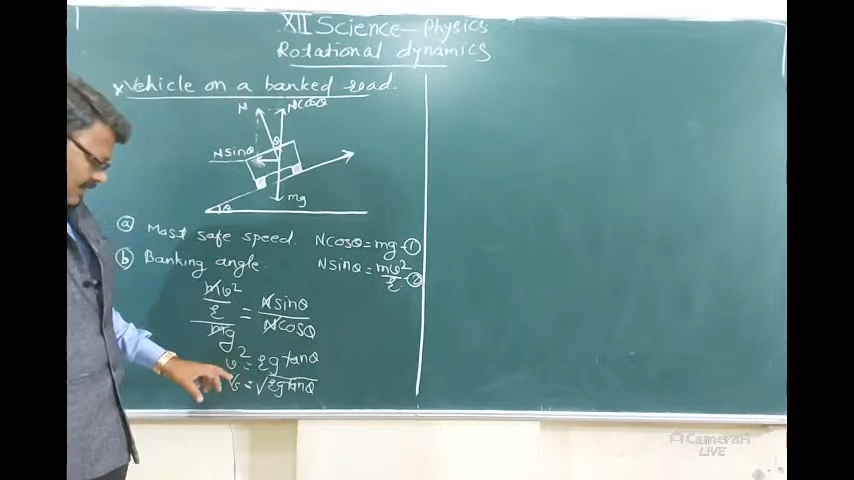 XII Science - Physics
Rotational dynamics
x Vehicle on a banked road.
N
Ncosθ
θ
Nsinθ
mg
θ
ⓐ Most safe speed. Ncosθ = mg - ①
ⓑ Banking angle. Nsinθ = mv²/r - ②
(mv²/r)/mg = Nsinθ/Ncosθ
v² = rg tanθ
v = √rg tanθ
CameraH
LIVE